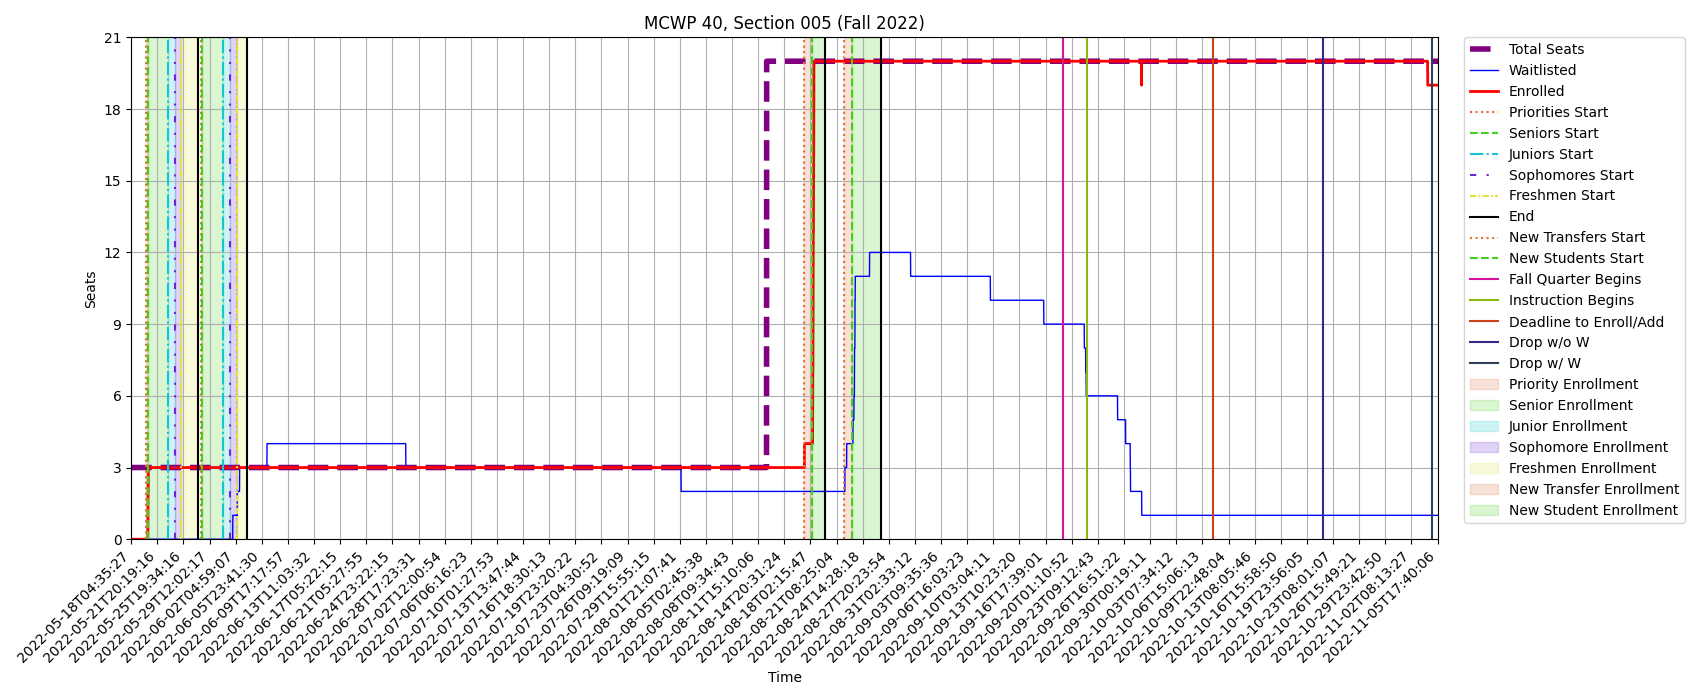 MCWP 40, Section 005 (Fall 2022)
Seats
21
18
15
12
9
6
3
0
2022-05-18T04:35:27
2022-05-21T20:19:16
2022-05-25T19:34:16
2022-05-29T12:02:17
2022-06-02T04:59:07
2022-06-05T23:41:30
2022-06-09T17:17:57
2022-06-13T11:03:32
2022-06-17T05:22:15
2022-06-21T05:27:55
2022-06-24T23:22:15
2022-06-28T17:23:31
2022-07-02T12:00:54
2022-07-06T06:16:23
2022-07-10T01:27:53
2022-07-13T13:47:44
2022-07-16T18:30:13
2022-07-19T23:20:22
2022-07-23T04:30:52
2022-07-26T09:19:09
2022-07-29T15:55:15
2022-08-01T21:07:41
2022-08-05T02:45:38
2022-08-08T09:34:43
2022-08-11T15:10:06
2022-08-14T20:31:24
2022-08-18T02:15:47
2022-08-21T08:25:04
2022-08-24T14:28:18
2022-08-27T20:23:54
2022-08-31T02:33:12
2022-09-03T09:35:36
2022-09-06T16:03:23
2022-09-10T03:04:11
2022-09-13T10:23:20
2022-09-16T17:39:01
2022-09-20T01:10:52
2022-09-23T09:12:43
2022-09-26T16:51:22
2022-09-30T00:19:11
2022-10-03T07:34:12
2022-10-06T15:06:13
2022-10-09T22:48:04
2022-10-13T08:05:46
2022-10-16T15:58:50
2022-10-19T23:56:05
2022-10-23T08:01:07
2022-10-26T15:49:21
2022-10-29T23:42:50
2022-11-02T08:13:27
2022-11-05T17:40:06
Time
Total Seats
Waitlisted
Enrolled
Priorities Start
Seniors Start
Juniors Start
Sophomores Start
Freshmen Start
End
New Transfers Start
New Students Start
Fall Quarter Begins
Instruction Begins
Deadline to Enroll/Add
Drop w/o W
Drop w/ W
Priority Enrollment
Senior Enrollment
Junior Enrollment
Sophomore Enrollment
Freshmen Enrollment
New Transfer Enrollment
New Student Enrollment